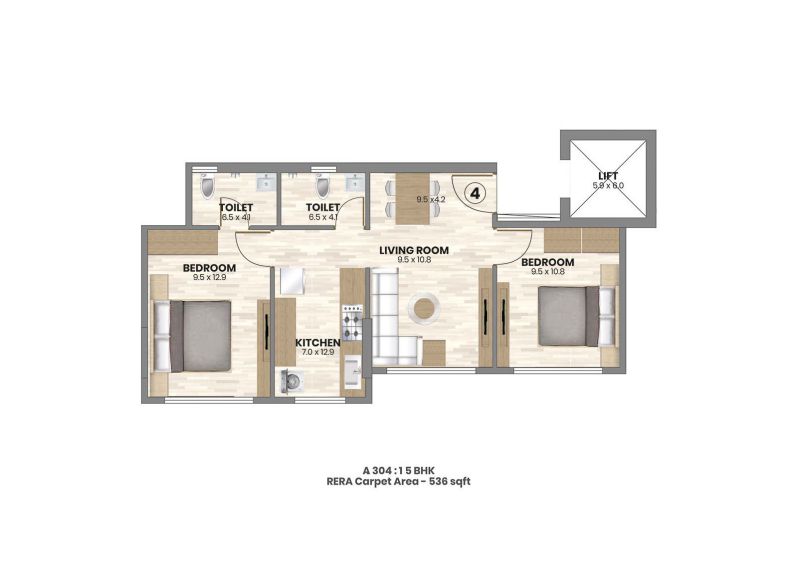 LIFT
5.9 x 6.0
4
TOILET
6.5 x 4.1
TOILET
6.5 x 4.1
9.5 x4.2
LIVING ROOM
9.5 x 10.8
BEDROOM
9.5 x 12.9
BEDROOM
9.5 x 10.8
KITCHEN
7.0 x 12.9
A 304 : 1 5 BHK
RERA Carpet Area - 536 sqft